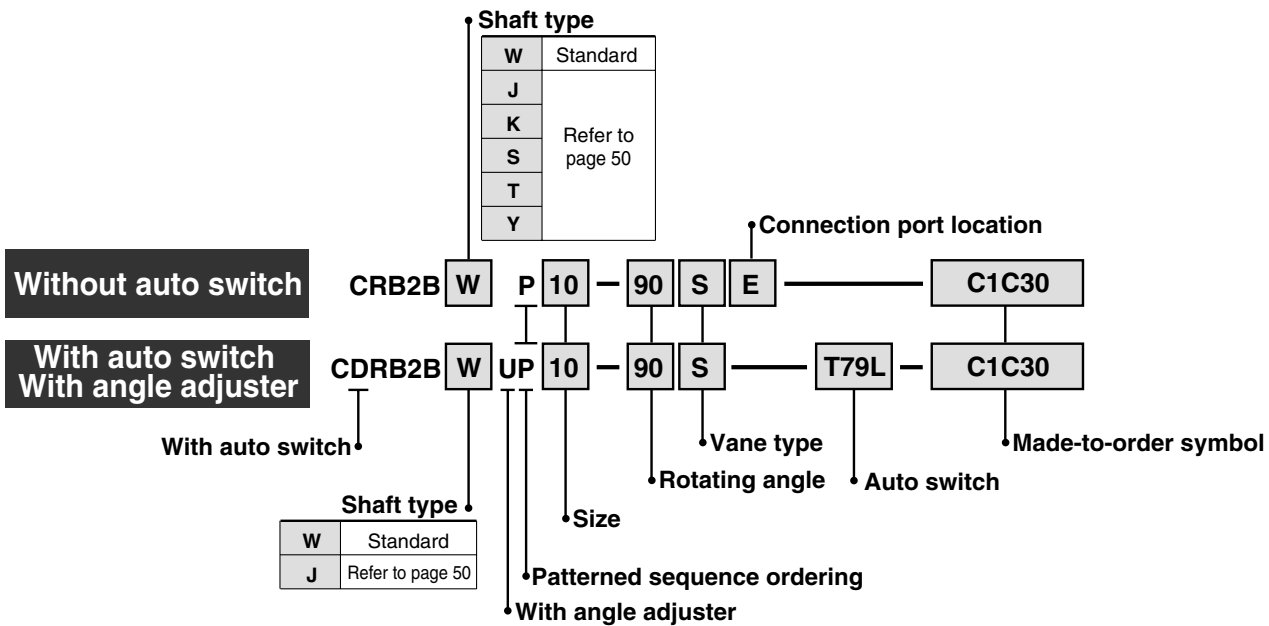 Shaft type
W Standard
J
K
S
T
Y
Refer to
page 50
Connection port location
Without auto switch
CRB2B W P 10 — 90 S E — C1C30
With auto switch
With angle adjuster
CDRB2B W UP 10 — 90 S — T79L — C1C30
With auto switch
Vane type
Made-to-order symbol
Rotating angle
Auto switch
Shaft type
W Standard
J Refer to page 50
Size
Patterned sequence ordering
With angle adjuster